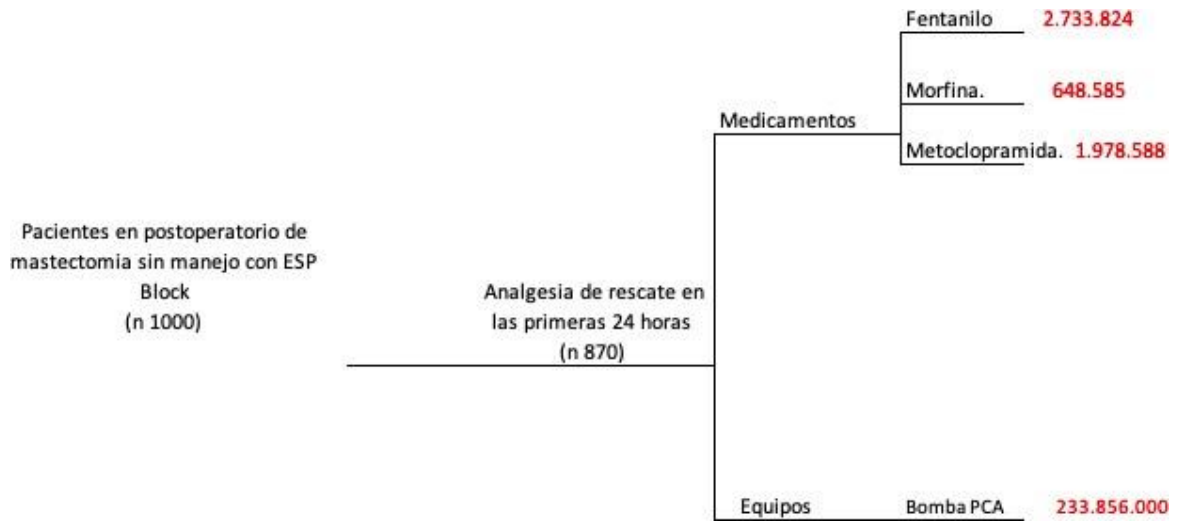 Fentanilo 2.733.824
Morfina. 648.585
Medicamentos
Metoclopramida. 1.978.588
Pacientes en postoperatorio de
mastectomia sin manejo con ESP
Block
(n 1000)
Analgesia de rescate en
las primeras 24 horas
(n 870)
Equipos Bomba PCA 233.856.000